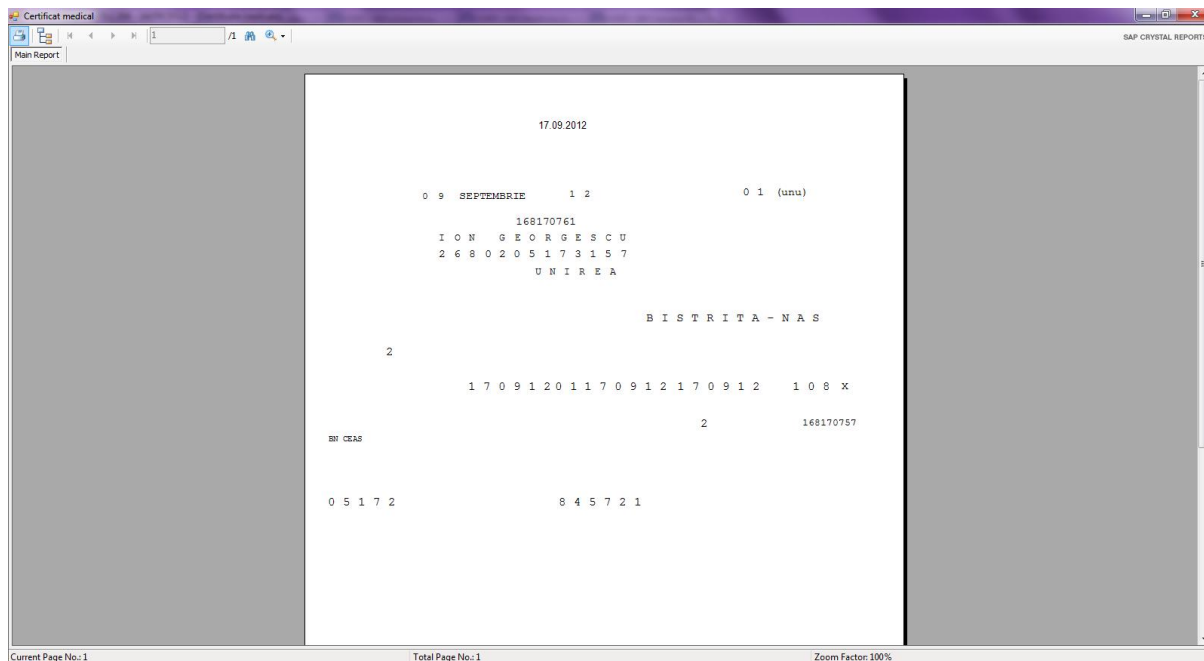 Certificat medical
1 /1
SAP CRYSTAL REPORTS
Main Report
17.09.2012
0 9 SEPTEMBRIE 1 2 0 1 (unu)
168170761
I O N G E O R G E S C U
2 6 8 0 2 0 5 1 7 3 1 5 7
U N I R E A
B I S T R I T A - N A S
2
1 7 0 9 1 2 0 1 1 7 0 9 1 2 1 7 0 9 1 2 1 0 8 X
2 168170757
BN CEAS
0 5 1 7 2 8 4 5 7 2 1
Current Page No.: 1 Total Page No.: 1 Zoom Factor: 100%